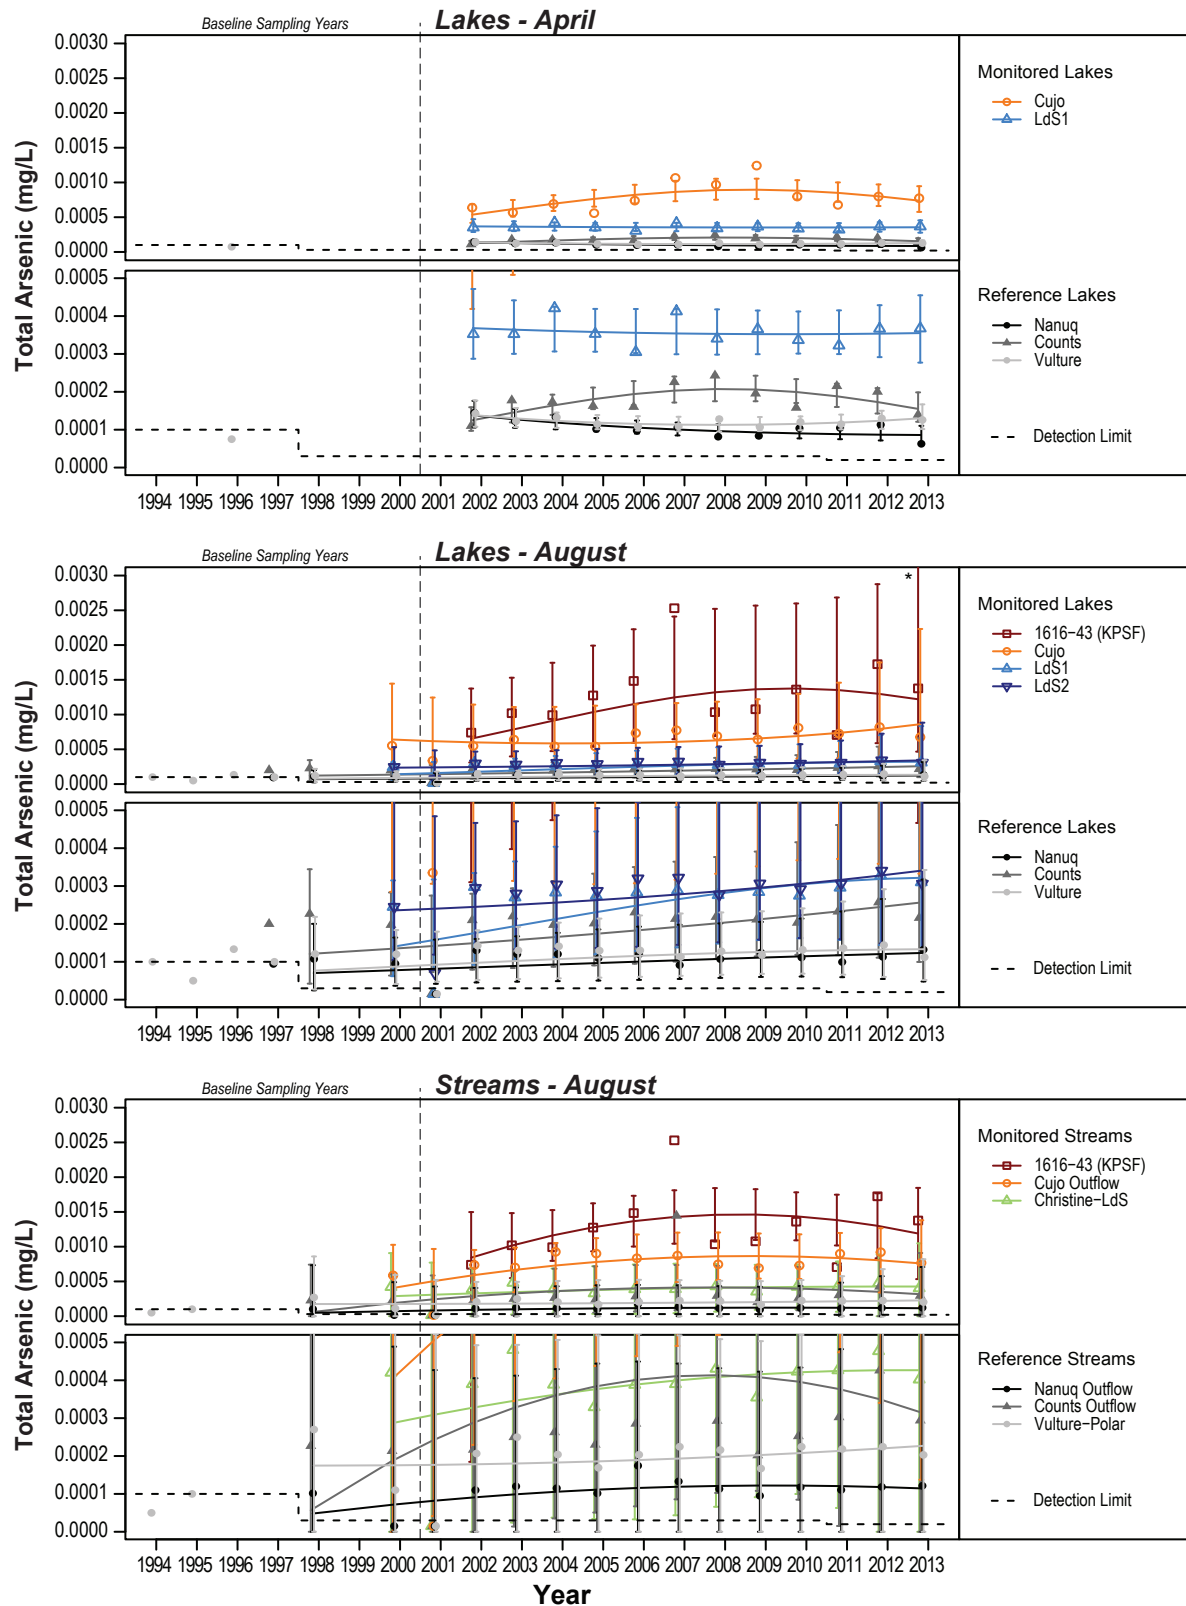 Baseline Sampling Years
Lakes - April
0.0030
0.0025
0.0020
0.0015
0.0010
0.0005
0.0000
Total Arsenic (mg/L)
0.0005
0.0004
0.0003
0.0002
0.0001
0.0000
1994 1995 1996 1997 1998 1999 2000 2001 2002 2003 2004 2005 2006 2007 2008 2009 2010 2011 2012 2013
Monitored Lakes
Cujo
LdS1
Reference Lakes
Nanuq
Counts
Vulture
Detection Limit
Baseline Sampling Years
Lakes - August
0.0030
0.0025
0.0020
0.0015
0.0010
0.0005
0.0000
Total Arsenic (mg/L)
0.0005
0.0004
0.0003
0.0002
0.0001
0.0000
*
1994 1995 1996 1997 1998 1999 2000 2001 2002 2003 2004 2005 2006 2007 2008 2009 2010 2011 2012 2013
Monitored Lakes
1616−43 (KPSF)
Cujo
LdS1
LdS2
Reference Lakes
Nanuq
Counts
Vulture
Detection Limit
Baseline Sampling Years
Streams - August
0.0030
0.0025
0.0020
0.0015
0.0010
0.0005
0.0000
Total Arsenic (mg/L)
0.0005
0.0004
0.0003
0.0002
0.0001
0.0000
1994 1995 1996 1997 1998 1999 2000 2001 2002 2003 2004 2005 2006 2007 2008 2009 2010 2011 2012 2013
Year
Monitored Streams
1616−43 (KPSF)
Cujo Outflow
Christine−LdS
Reference Streams
Nanuq Outflow
Counts Outflow
Vulture−Polar
Detection Limit